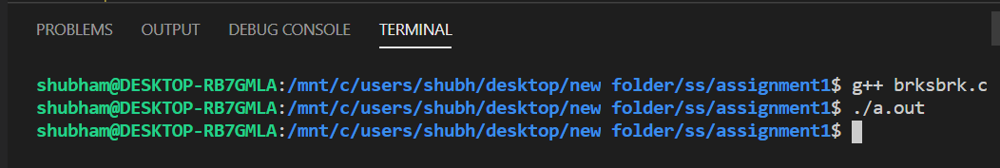 PROBLEMS OUTPUT DEBUG CONSOLE TERMINAL
shubham@DESKTOP-RB7GMLA:/mnt/c/users/shubh/desktop/new folder/ss/assignment1$ g++ brksbrk.c
shubham@DESKTOP-RB7GMLA:/mnt/c/users/shubh/desktop/new folder/ss/assignment1$ ./a.out
shubham@DESKTOP-RB7GMLA:/mnt/c/users/shubh/desktop/new folder/ss/assignment1$